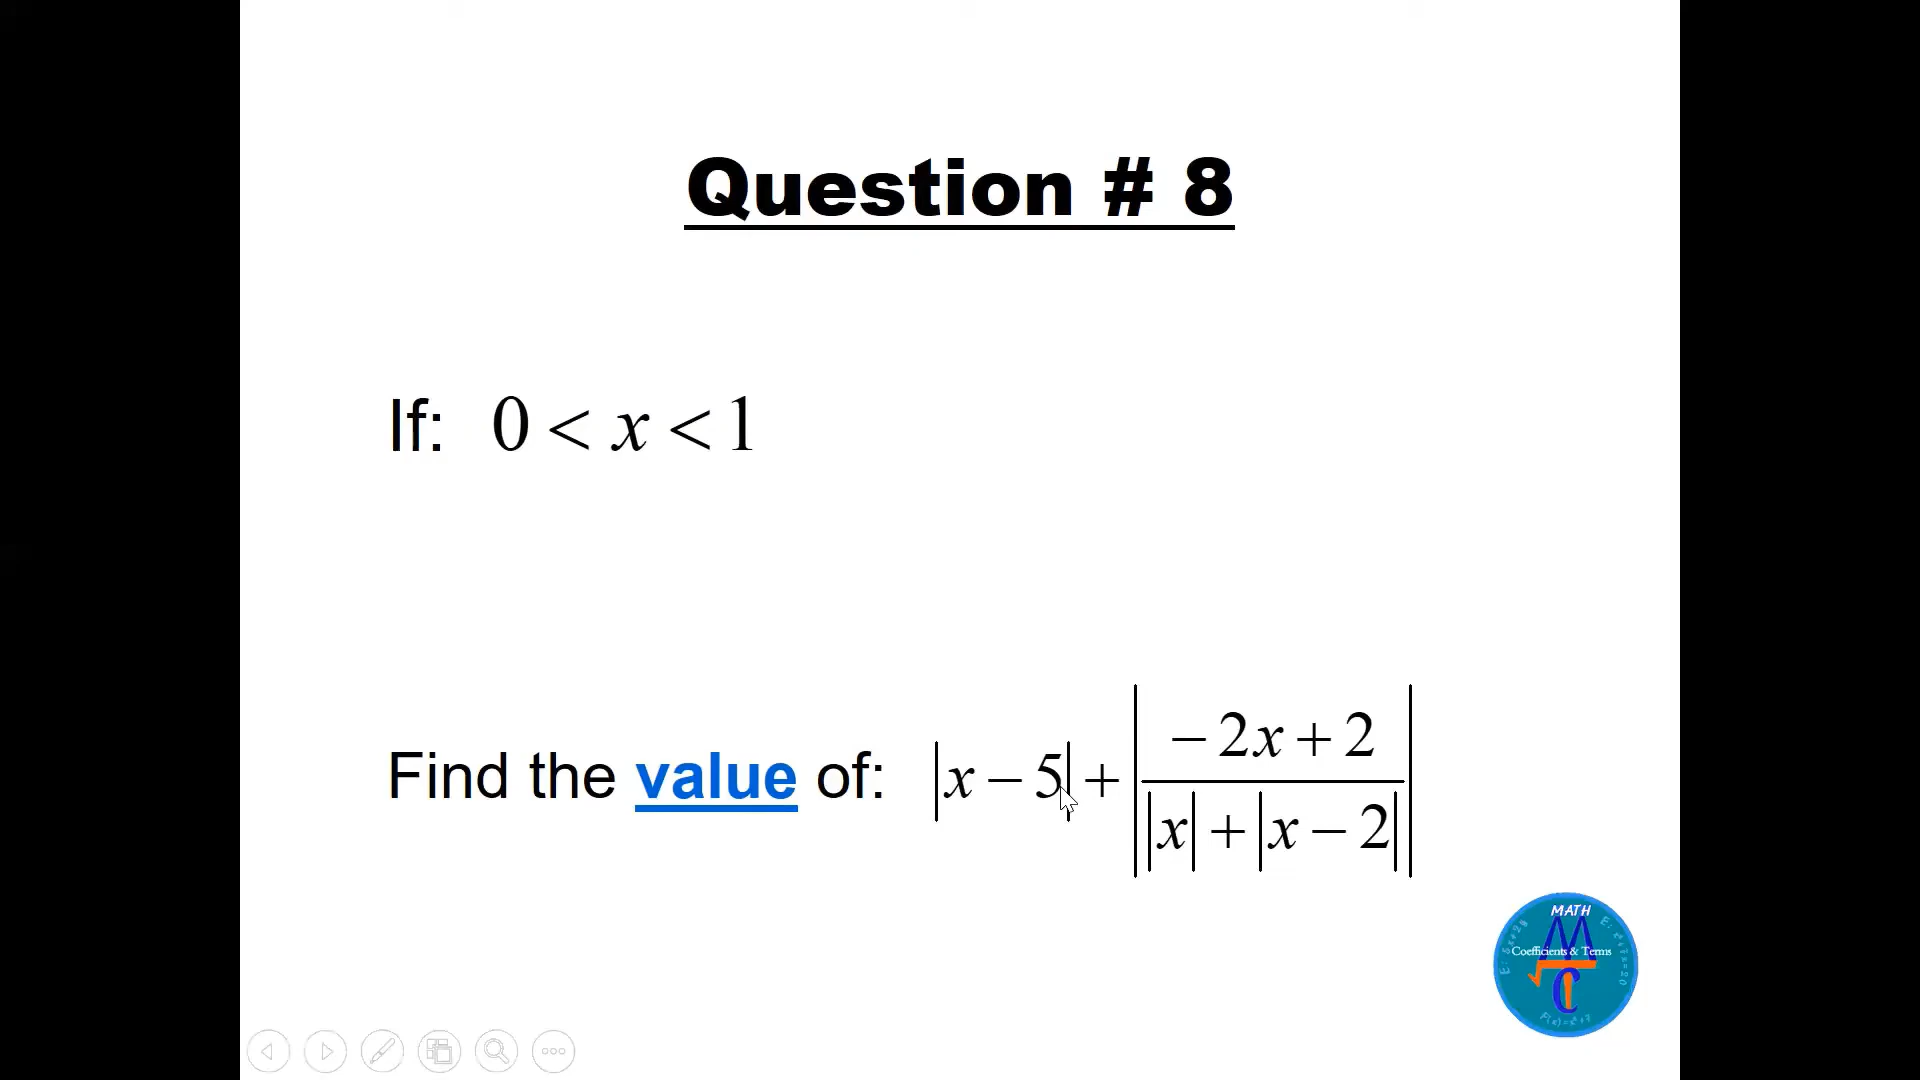 Question # 8
If: 0 < x < 1
Find the value of: |x − 5| + |(−2x + 2)/(|x| + |x − 2|)|
MATH
Coefficients & Terms